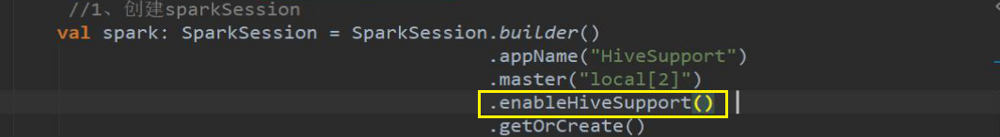 //1、创建sparkSession
val spark: SparkSession = SparkSession.builder()
.appName("HiveSupport")
.master("local[2]")
.enableHiveSupport()
.getOrCreate()